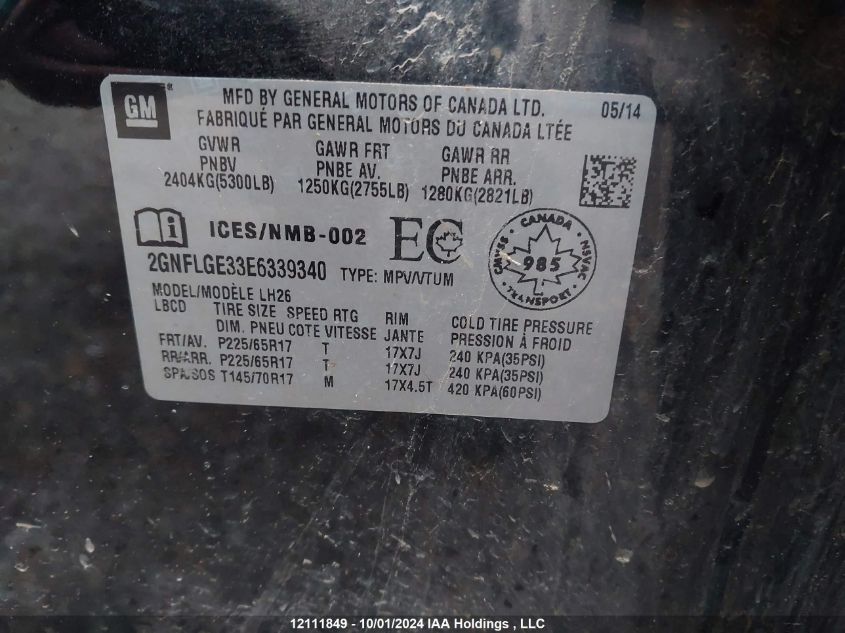 GM ®
MFD BY GENERAL MOTORS OF CANADA LTD. 05/14
FABRIQUÉ PAR GENERAL MOTORS DU CANADA LTÉE
GVWR GAWR FRT GAWR RR
PNBV PNBE AV. PNBE ARR.
2404KG(5300LB) 1250KG(2755LB) 1280KG(2821LB)
i ICES/NMB-002 EC
CANADA
CMVSS NSVAC
985
TRANSPORT
2GNFLGE33E6339340 TYPE: MPV/VTUM
MODEL/MODÈLE LH26
LBCD TIRE SIZE SPEED RTG RIM COLD TIRE PRESSURE
DIM. PNEU COTE VITESSE JANTE PRESSION À FROID
FRT/AV. P225/65R17 T 17X7J 240 KPA(35PSI)
RR/ARR. P225/65R17 T 17X7J 240 KPA(35PSI)
SPA/SOS T145/70R17 M 17X4.5T 420 KPA(60PSI)
12111849 - 10/01/2024 IAA Holdings , LLC